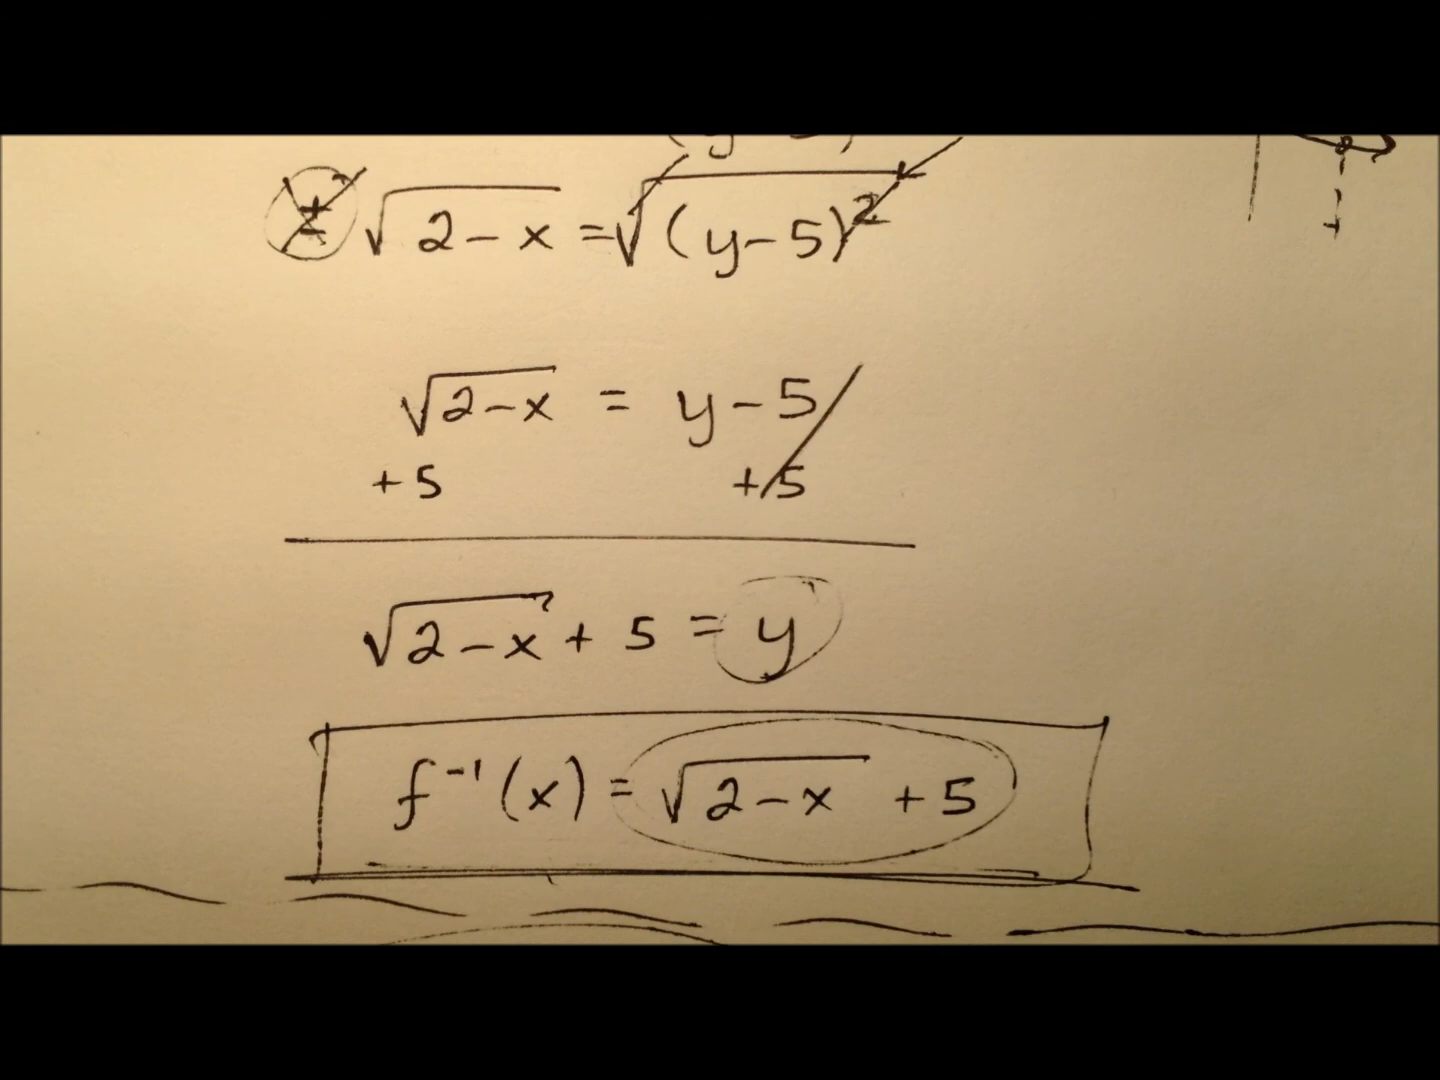 ± √(2-x) = √((y-5)²)
√(2-x) = y-5
+5 +5
√(2-x) + 5 = y
f⁻¹(x) = √(2-x) + 5